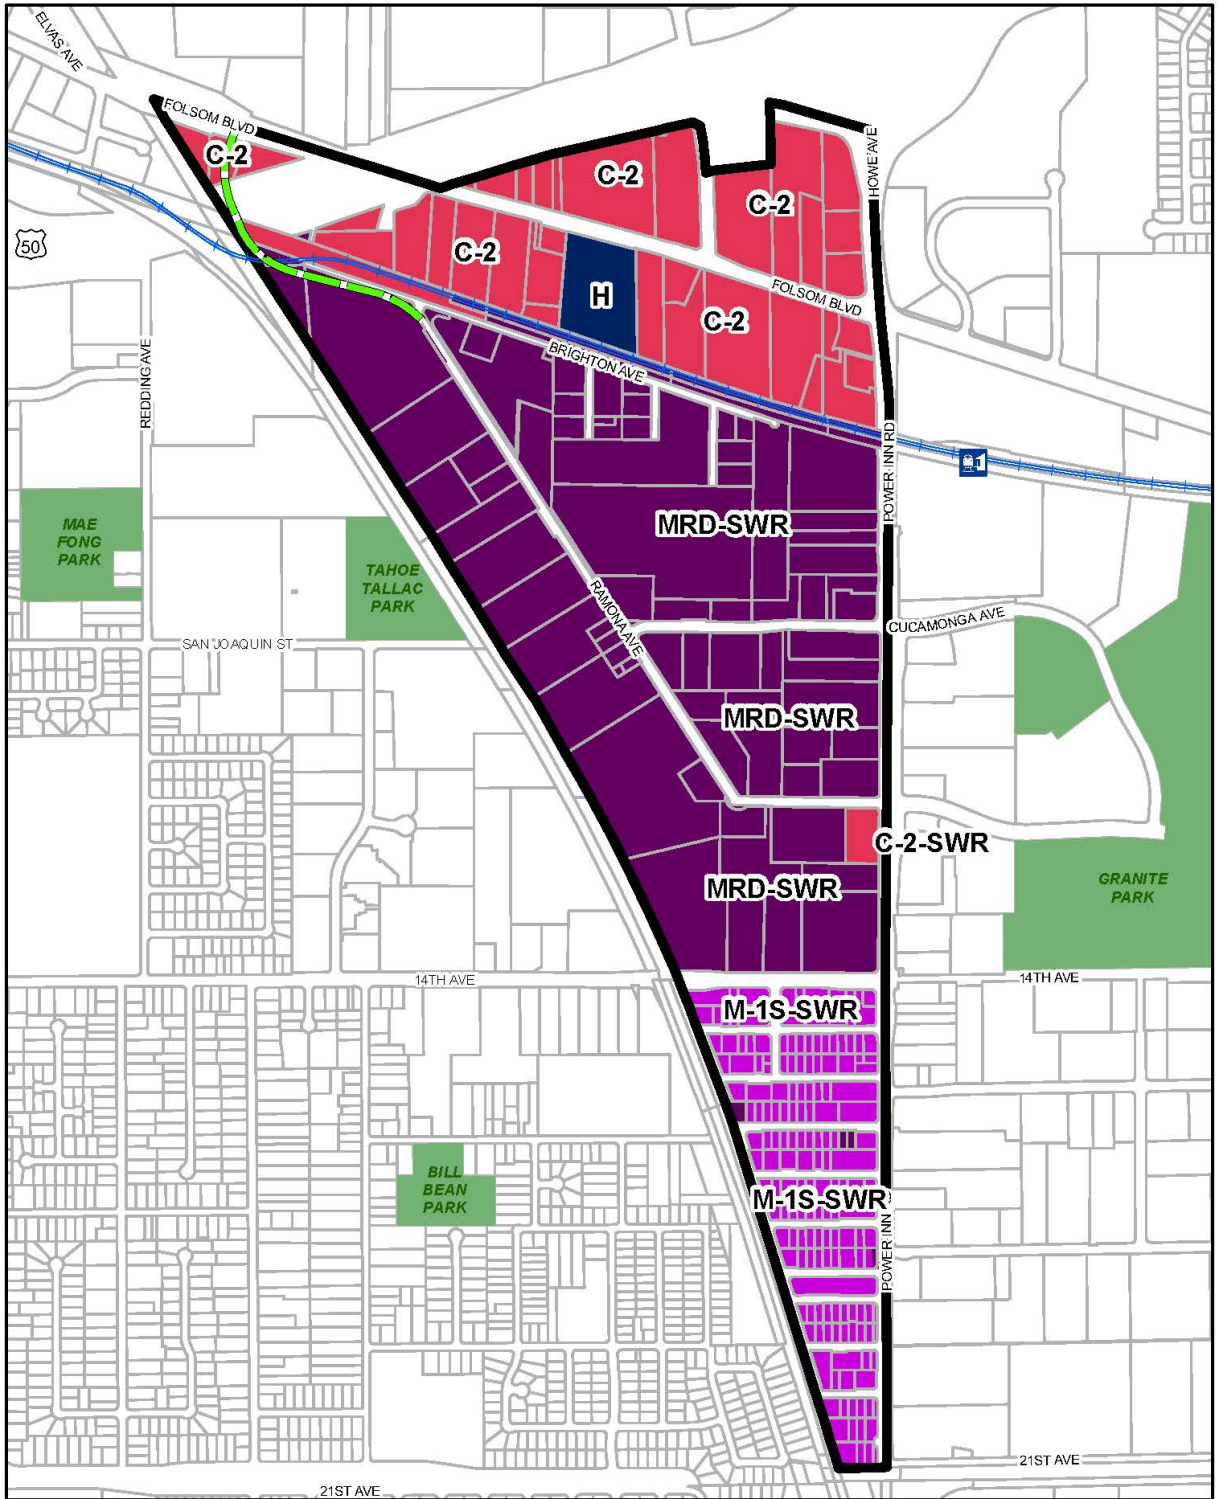 ELVAS AVE
FOLSOM BLVD
HOWE AVE
C-2
C-2
C-2
50
C-2
H
FOLSOM BLVD
C-2
BRIGHTON AVE
REDDING AVE
POWER INN RD
MAE
FONG
PARK
MRD-SWR
TAHOE
TALLAC
PARK
RAMONA AVE
CUCAMONGA AVE
SAN JOAQUIN ST
MRD-SWR
C-2-SWR
MRD-SWR
GRANITE
PARK
14TH AVE
14TH AVE
M-1S-SWR
BILL
BEAN
PARK
M-1S-SWR
POWER INN
21ST AVE
21ST AVE